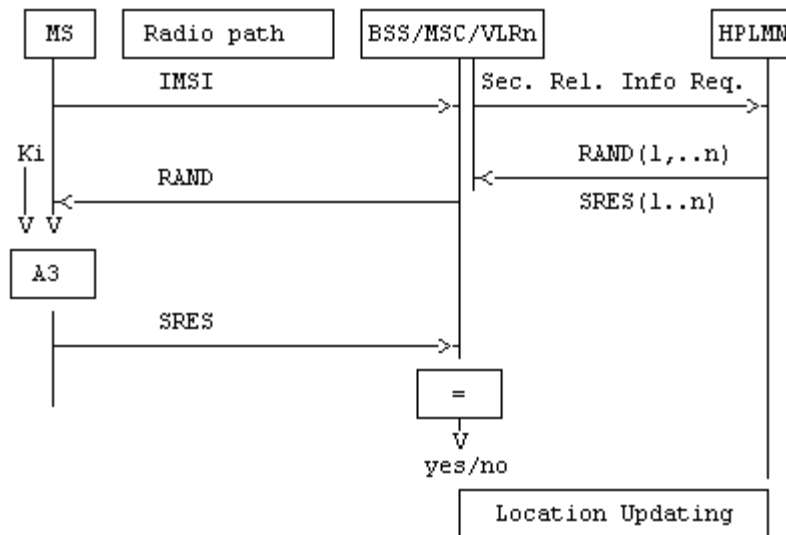 MS
Radio path
BSS/MSC/VLRn
HPLMN
IMSI
Sec. Rel. Info Req.
Ki
RAND(1,..n)
RAND
SRES(1..n)
V V
A3
SRES
=
V
yes/no
Location Updating